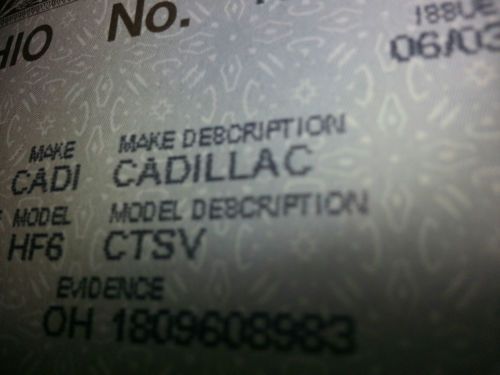 HIO No. ISSUE
06/03
MAKE MAKE DESCRIPTION
CADI CADILLAC
MODEL MODEL DESCRIPTION
HF6 CTSV
EVIDENCE
OH 1809608983